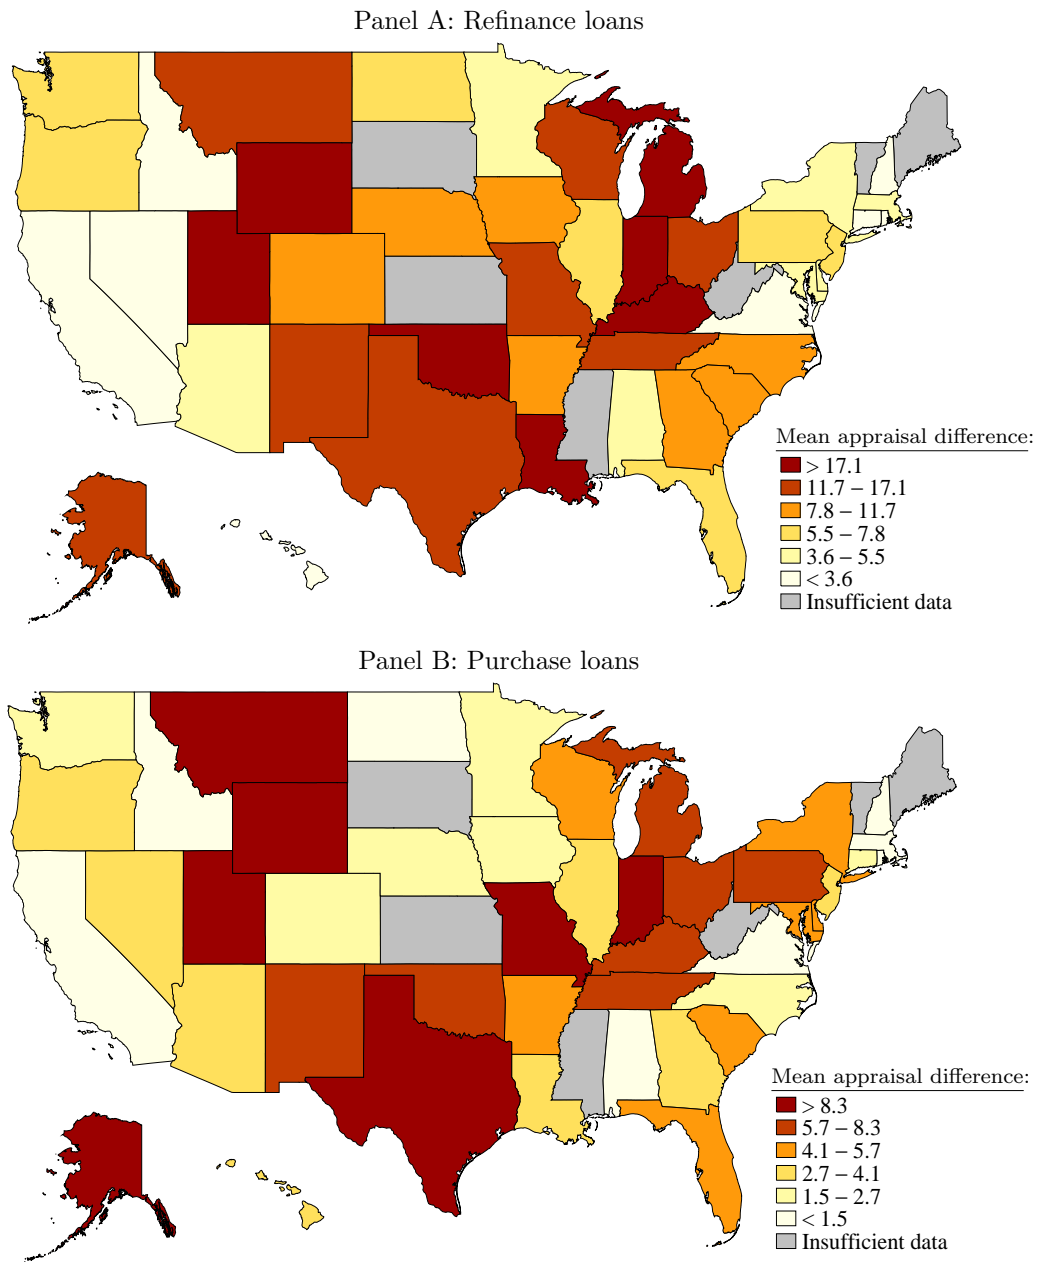 Panel A: Refinance loans
Mean appraisal difference:
> 17.1
11.7 – 17.1
7.8 – 11.7
5.5 – 7.8
3.6 – 5.5
< 3.6
Insufficient data
Panel B: Purchase loans
Mean appraisal difference:
> 8.3
5.7 – 8.3
4.1 – 5.7
2.7 – 4.1
1.5 – 2.7
< 1.5
Insufficient data